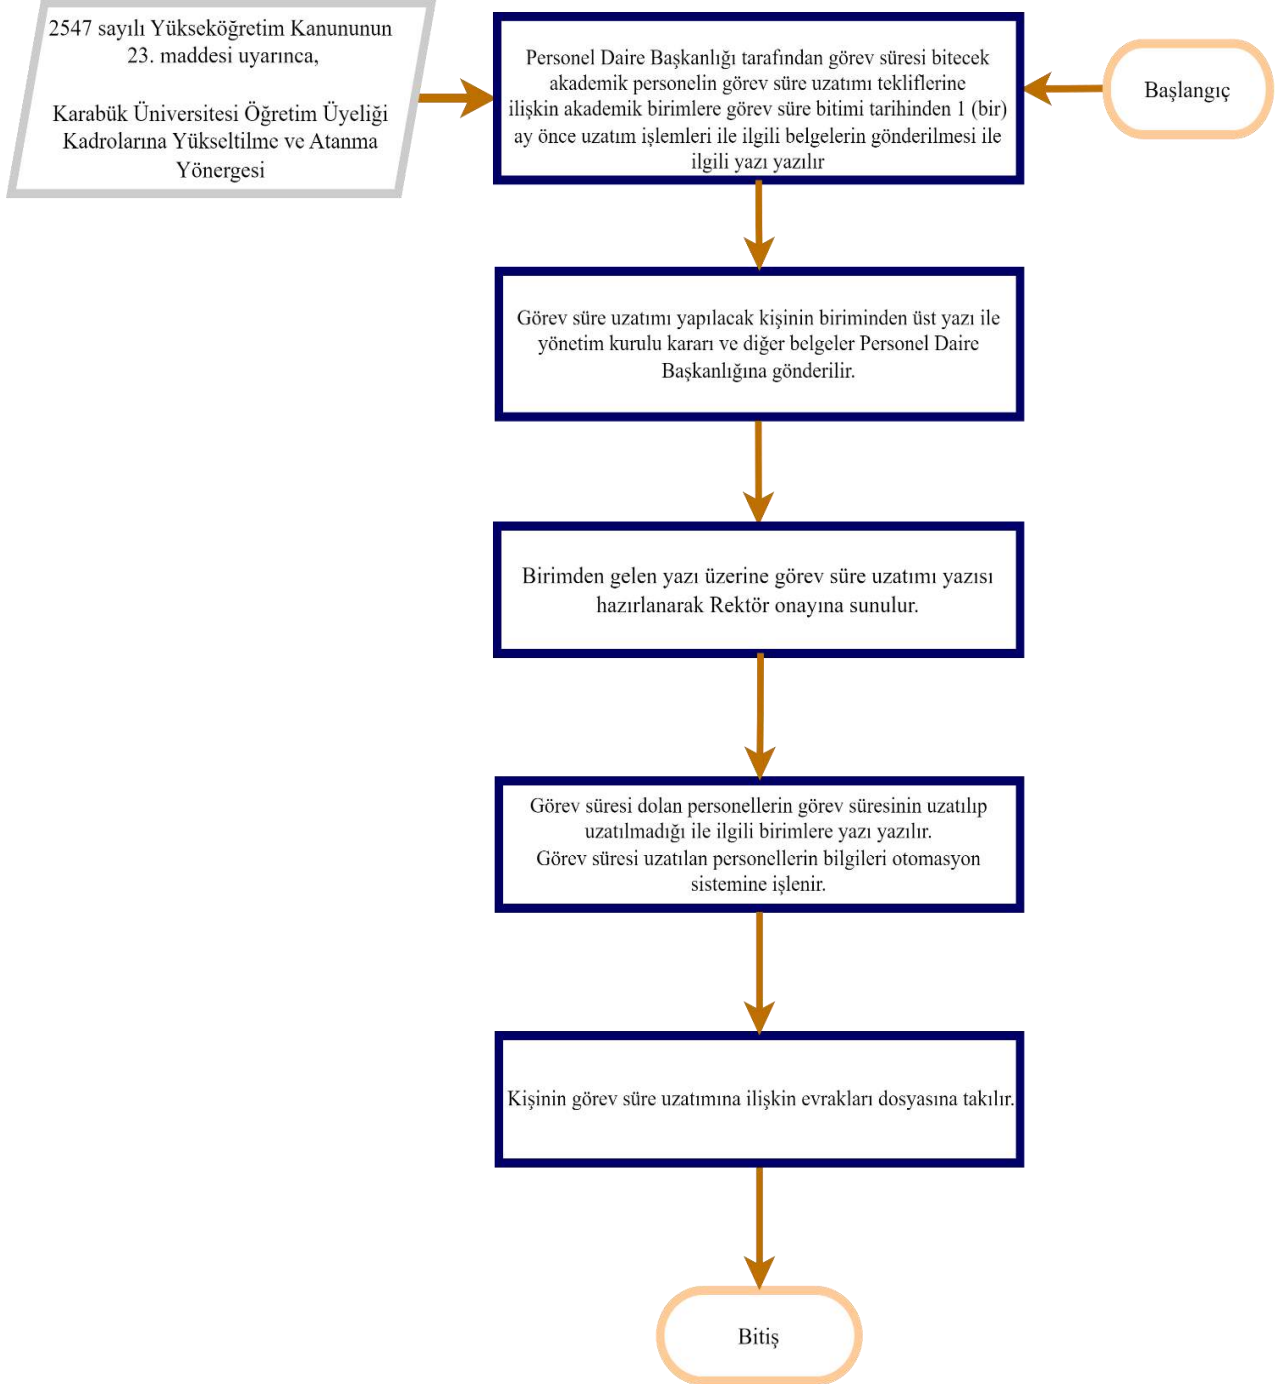 2547 sayılı Yükseköğretim Kanununun
23. maddesi uyarınca,
Karabük Üniversitesi Öğretim Üyeliği
Kadrolarına Yükseltilme ve Atanma
Yönergesi
Personel Daire Başkanlığı tarafından görev süresi bitecek
akademik personelin görev süre uzatımı tekliflerine
ilişkin akademik birimlere görev süre bitimi tarihinden 1 (bir)
ay önce uzatım işlemleri ile ilgili belgelerin gönderilmesi ile
ilgili yazı yazılır
Başlangıç
Görev süre uzatımı yapılacak kişinin biriminden üst yazı ile
yönetim kurulu kararı ve diğer belgeler Personel Daire
Başkanlığına gönderilir.
Birimden gelen yazı üzerine görev süre uzatımı yazısı
hazırlanarak Rektör onayına sunulur.
Görev süresi dolan personellerin görev süresinin uzatılıp
uzatılmadığı ile ilgili birimlere yazı yazılır.
Görev süresi uzatılan personellerin bilgileri otomasyon
sistemine işlenir.
Kişinin görev süre uzatımına ilişkin evrakları dosyasına takılır.
Bitiş